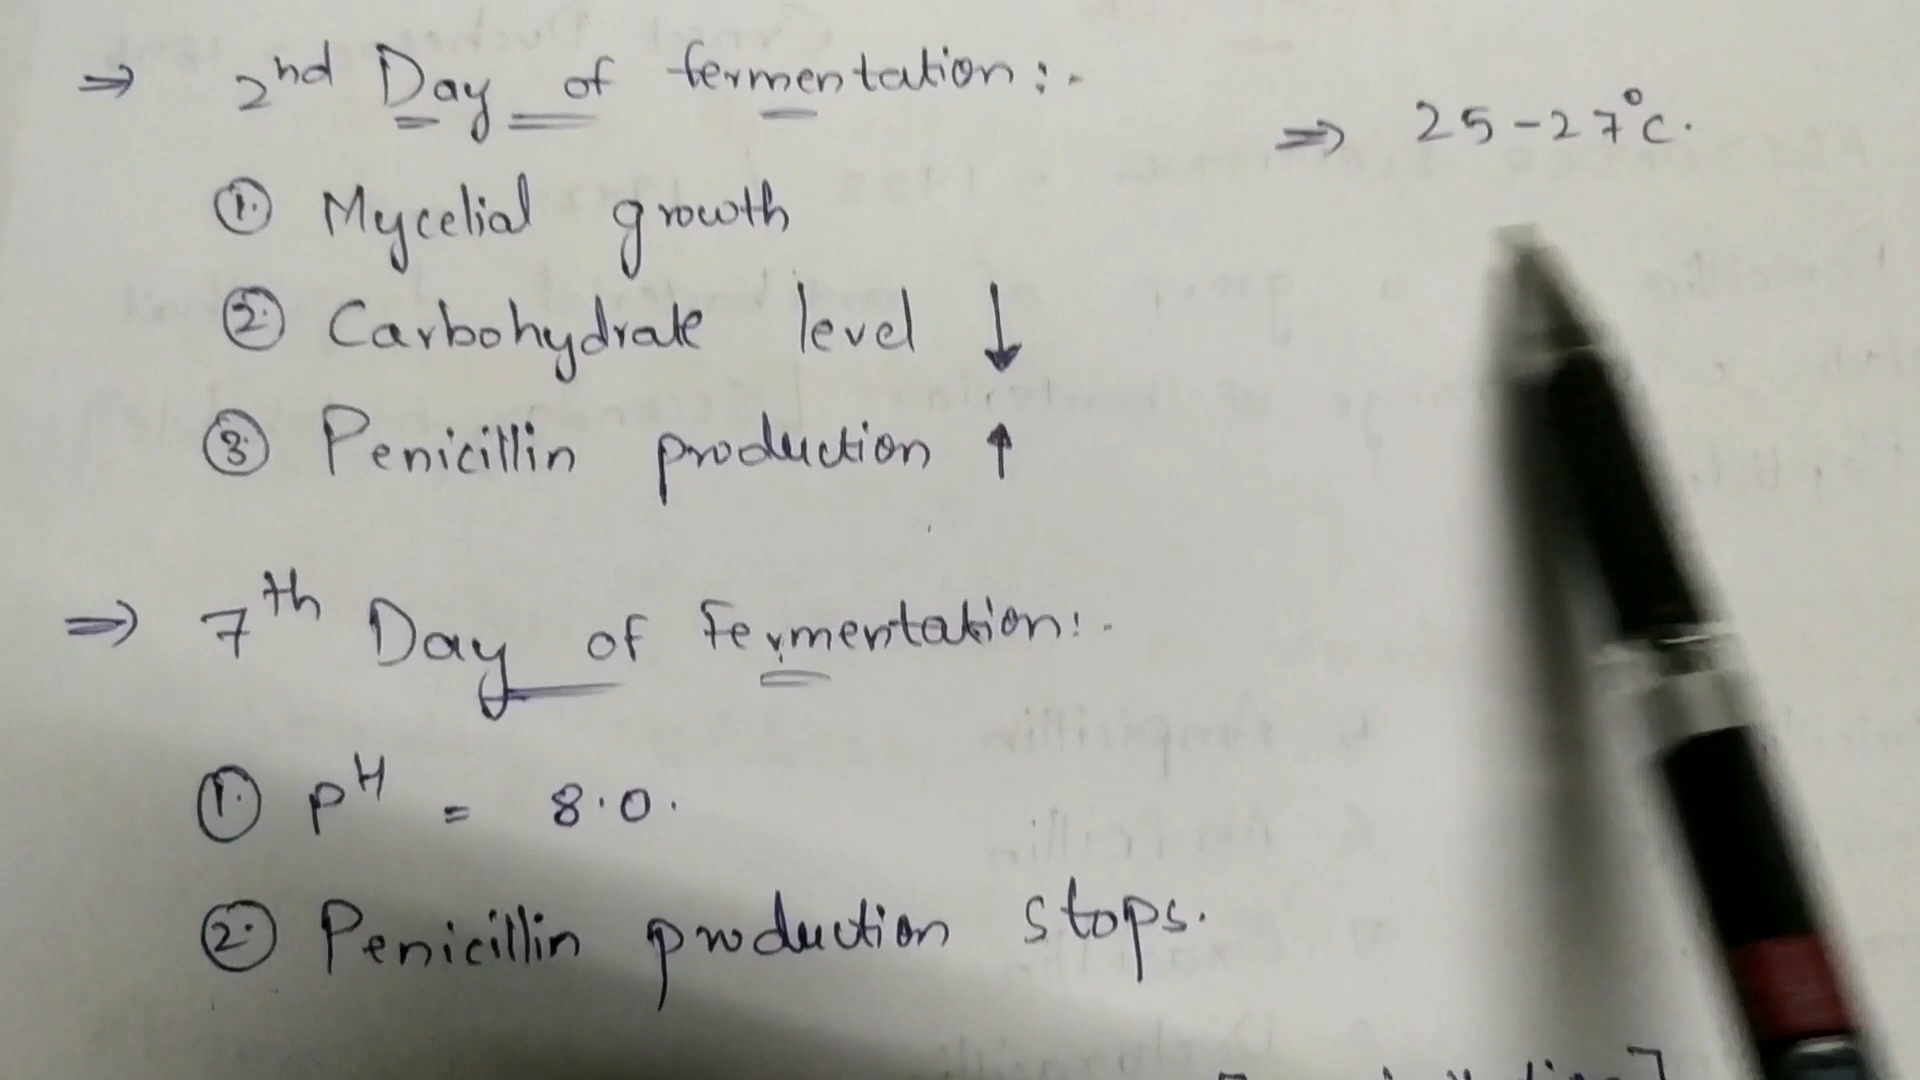 ⇒ 2nd Day of fermentation:-
⇒ 25-27°C.
① Mycelial growth
② Carbohydrate level ↓
③ Penicillin production ↑
⇒ 7th Day of Fermentation:-
① pH = 8.0.
② Penicillin production stops.